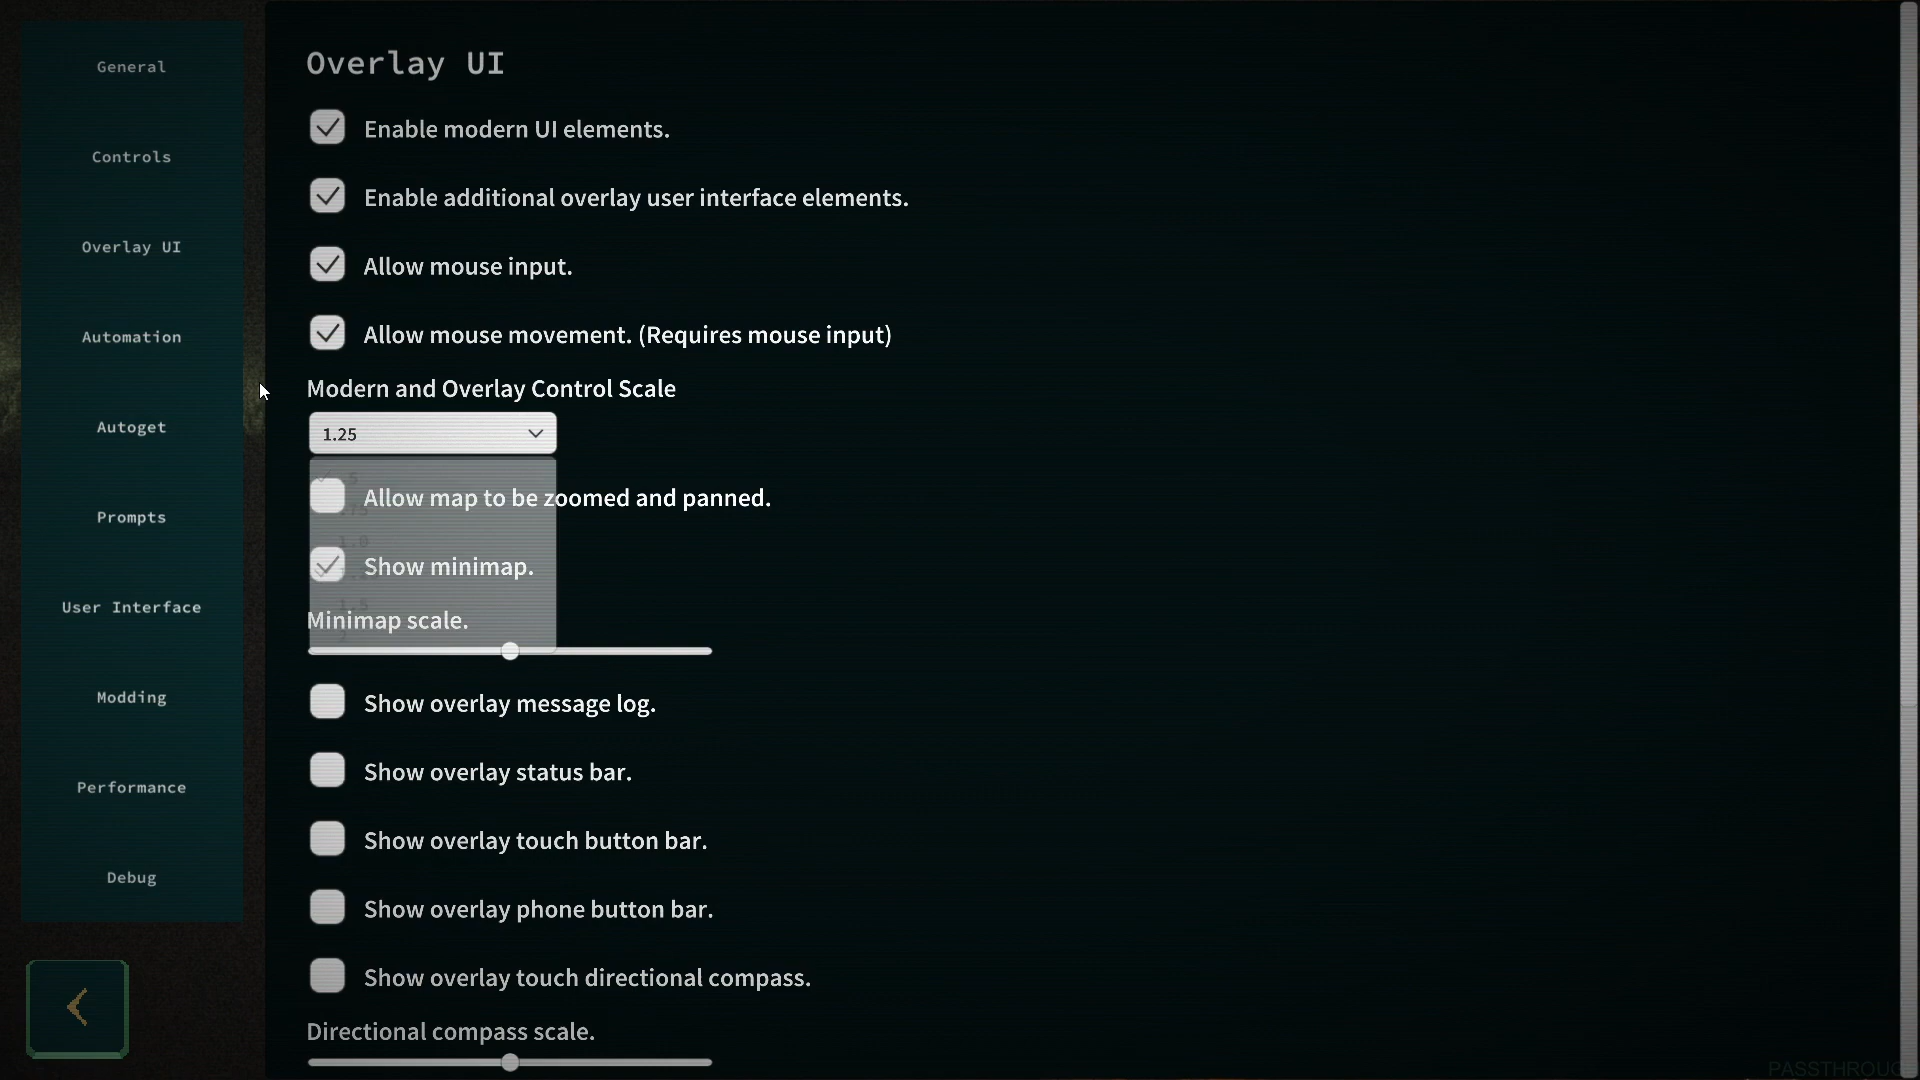 General
Controls
Overlay UI
Automation
Autoget
Prompts
User Interface
Modding
Performance
Debug
Overlay UI
Enable modern UI elements.
Enable additional overlay user interface elements.
Allow mouse input.
Allow mouse movement. (Requires mouse input)
Modern and Overlay Control Scale
1.25
Allow map to be zoomed and panned.
1.0
Show minimap.
1.5
Minimap scale.
Show overlay message log.
Show overlay status bar.
Show overlay touch button bar.
Show overlay phone button bar.
Show overlay touch directional compass.
Directional compass scale.